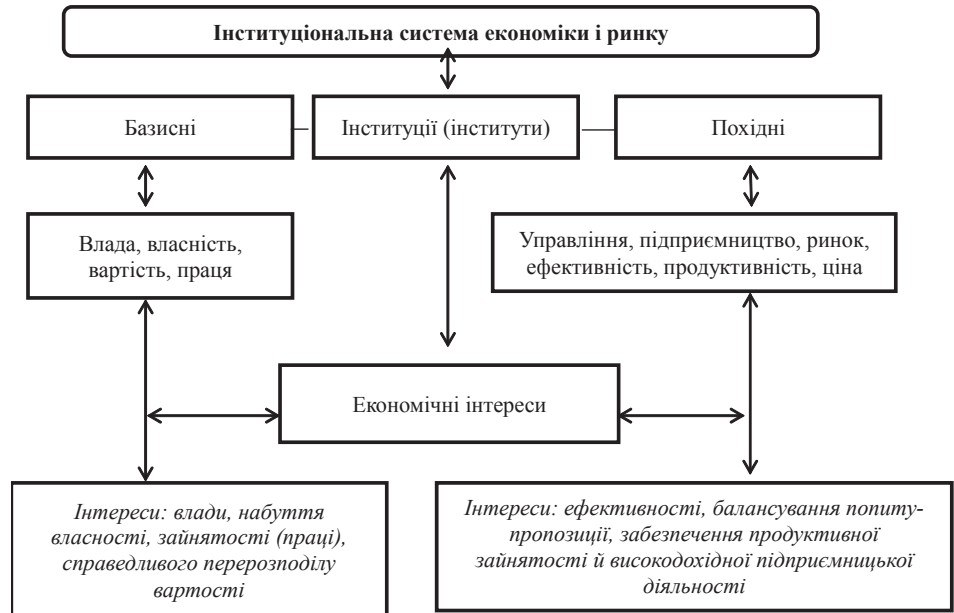 Інституціональна система економіки і ринку
Базисні
Інституції (інститути)
Похідні
Влада, власність,
вартість, праця
Управління, підприємництво, ринок,
ефективність, продуктивність, ціна
Економічні інтереси
Інтереси: влади, набуття
власності, зайнятості (праці),
справедливого перерозподілу
вартості
Інтереси: ефективності, балансування попиту-
пропозиції, забезпечення продуктивної
зайнятості й високодохідної підприємницької
діяльності